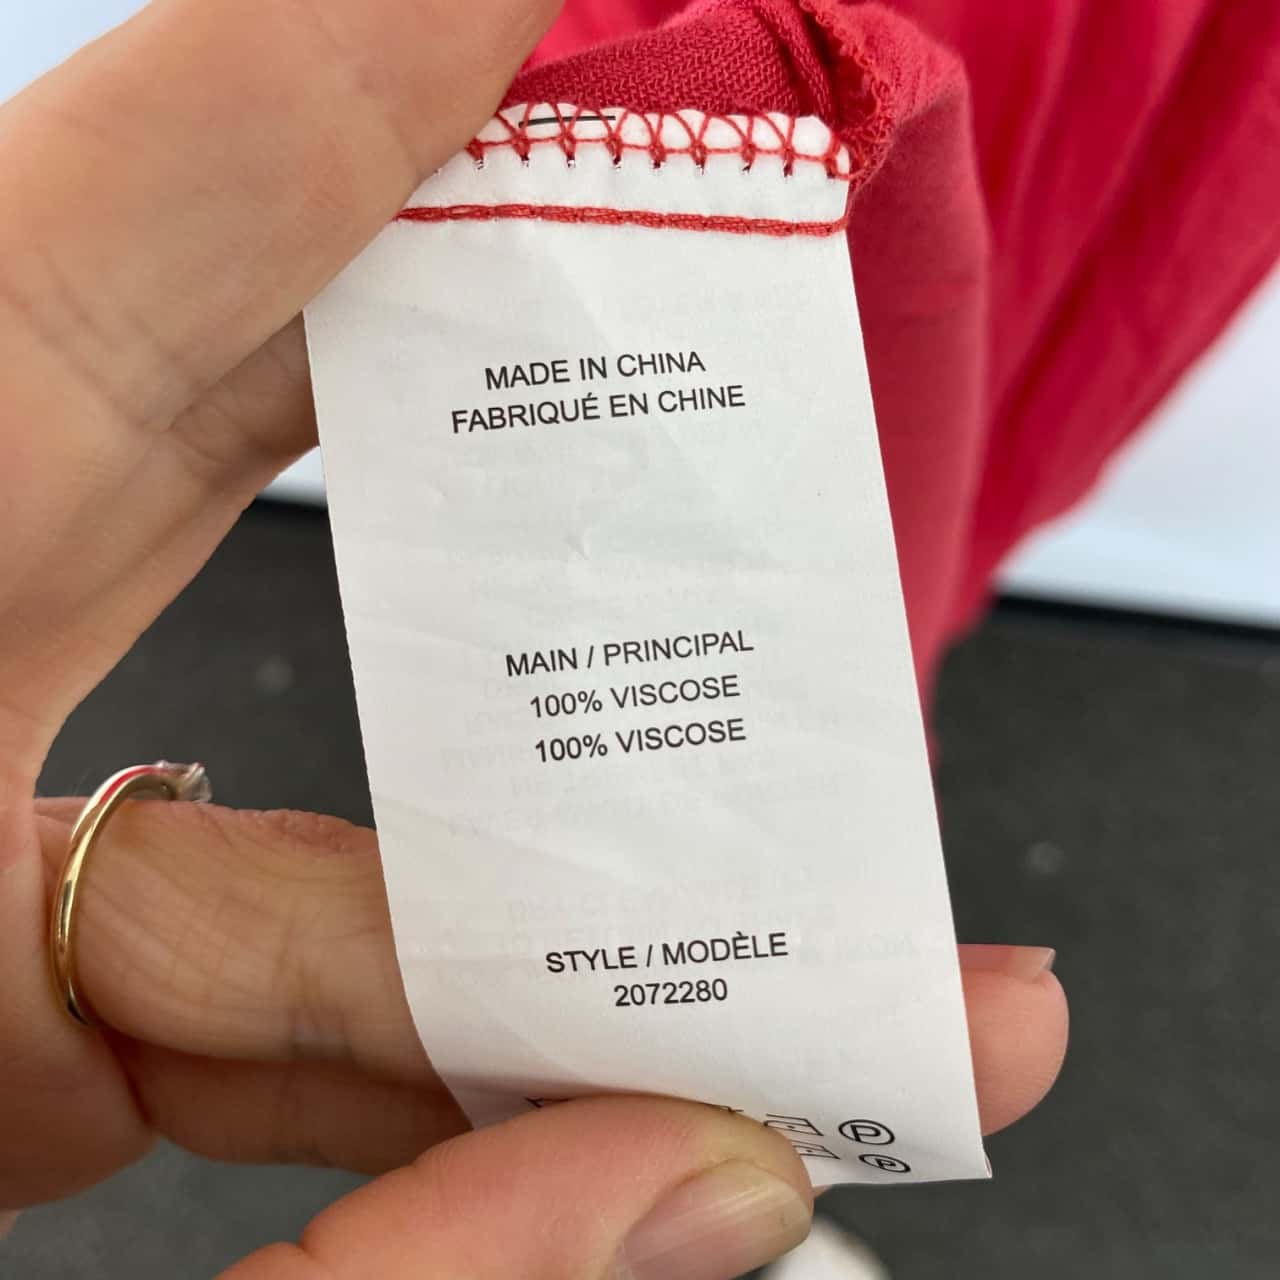 MADE IN CHINA
FABRIQUÉ EN CHINE
MAIN / PRINCIPAL
100% VISCOSE
100% VISCOSE
STYLE / MODÈLE
2072280
P
P